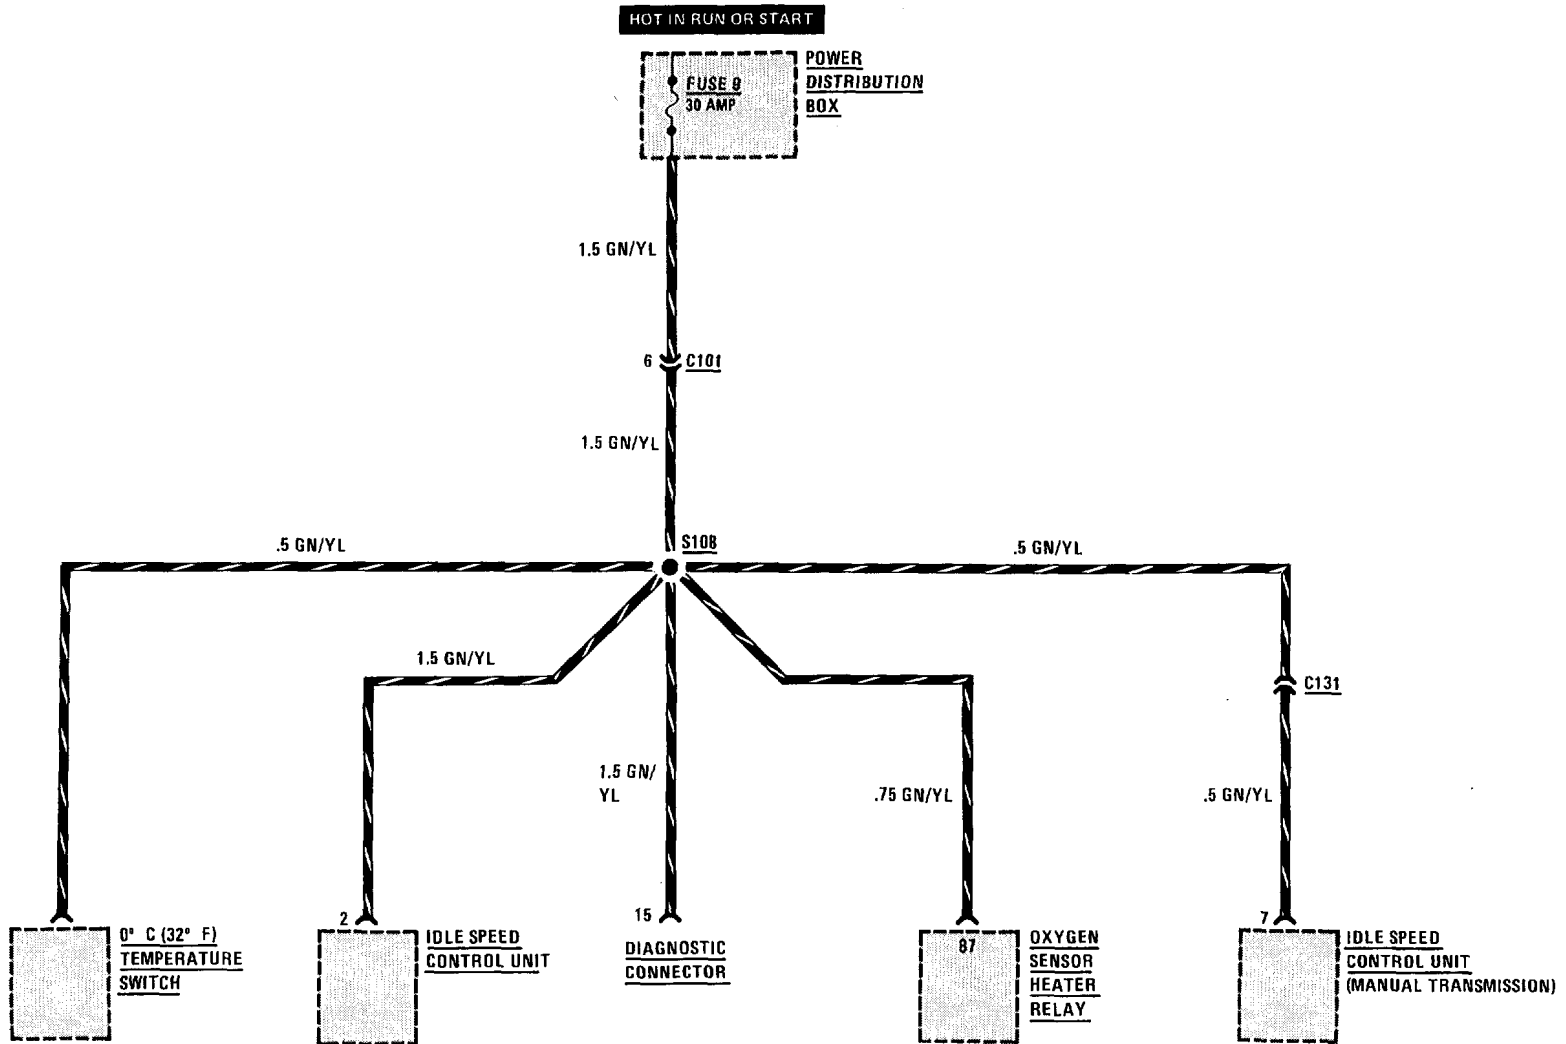 HOT IN RUN OR START
POWER
DISTRIBUTION
BOX
FUSE 9
30 AMP
1.5 GN/YL
6
C101
1.5 GN/YL
S108
.5 GN/YL
.5 GN/YL
1.5 GN/YL
C131
1.5 GN/
YL
.75 GN/YL
.5 GN/YL
2
15
7
0° C (32° F)
TEMPERATURE
SWITCH
IDLE SPEED
CONTROL UNIT
DIAGNOSTIC
CONNECTOR
87
OXYGEN
SENSOR
HEATER
RELAY
IDLE SPEED
CONTROL UNIT
(MANUAL TRANSMISSION)